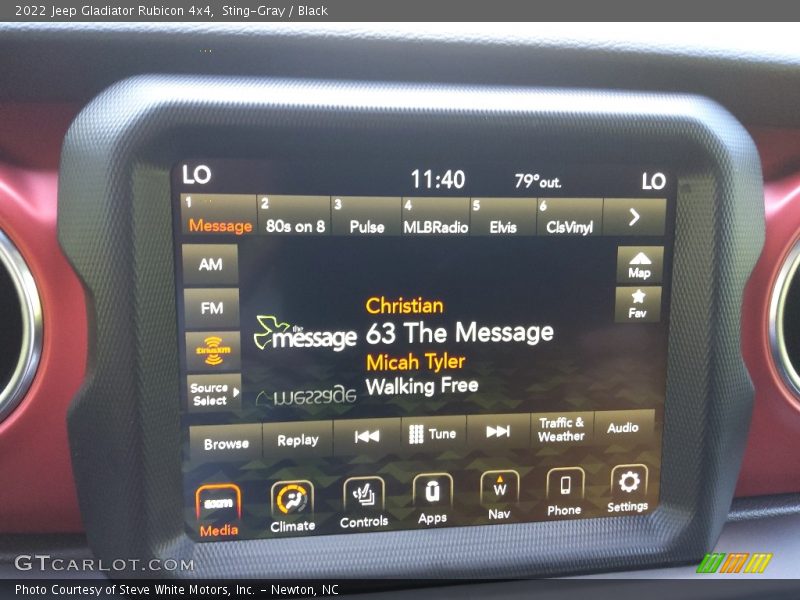 2022 Jeep Gladiator Rubicon 4x4, Sting-Gray / Black
LO 11:40 79°out. LO
1 Message 2 80s on 8 3 Pulse 4 MLBRadio 5 Elvis 6 ClsVinyl
AM
FM
SiriusXM
Source Select
Map
Fav
Christian
the message 63 The Message
Micah Tyler
Walking Free
message
Browse Replay Tune Traffic & Weather Audio
((SXM)) Media
Climate
Controls
Apps
W Nav
Phone
Settings
GTCARLOT.COM
Photo Courtesy of Steve White Motors, Inc. - Newton, NC